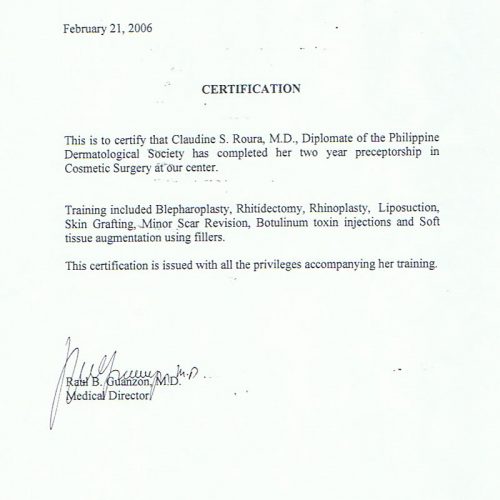 February 21, 2006
CERTIFICATION
This is to certify that Claudine S. Roura, M.D., Diplomate of the Philippine
Dermatological Society has completed her two year preceptorship in
Cosmetic Surgery at our center.
Training included Blepharoplasty, Rhitidectomy, Rhinoplasty, Liposuction,
Skin Grafting, Minor Scar Revision, Botulinum toxin injections and Soft
tissue augmentation using fillers.
This certification is issued with all the privileges accompanying her training.
M.D.
Raul B. Guanzon, M.D.
Medical Director